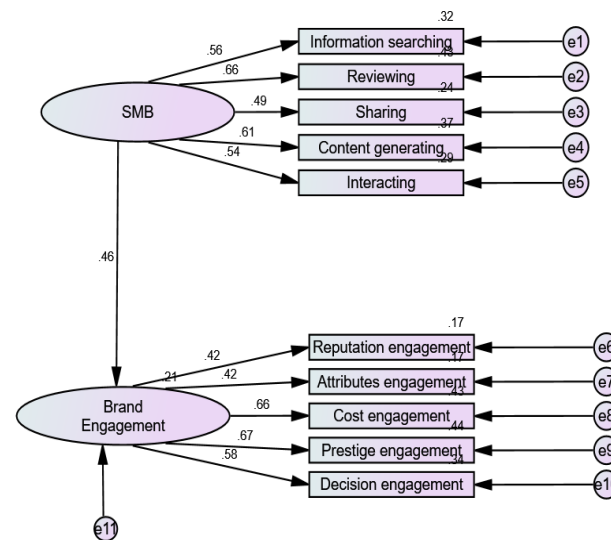 .32
.56
Information searching
e1
.43
.66
Reviewing
e2
.24
SMB
.49
Sharing
e3
.37
.61
Content generating
e4
.29
.54
Interacting
e5
.46
.17
.42
Reputation engagement
e6
.17
.21
.42
Attributes engagement
e7
.43
Brand
Engagement
.66
Cost engagement
e8
.44
.67
Prestige engagement
e9
.34
.58
Decision engagement
e1
e11